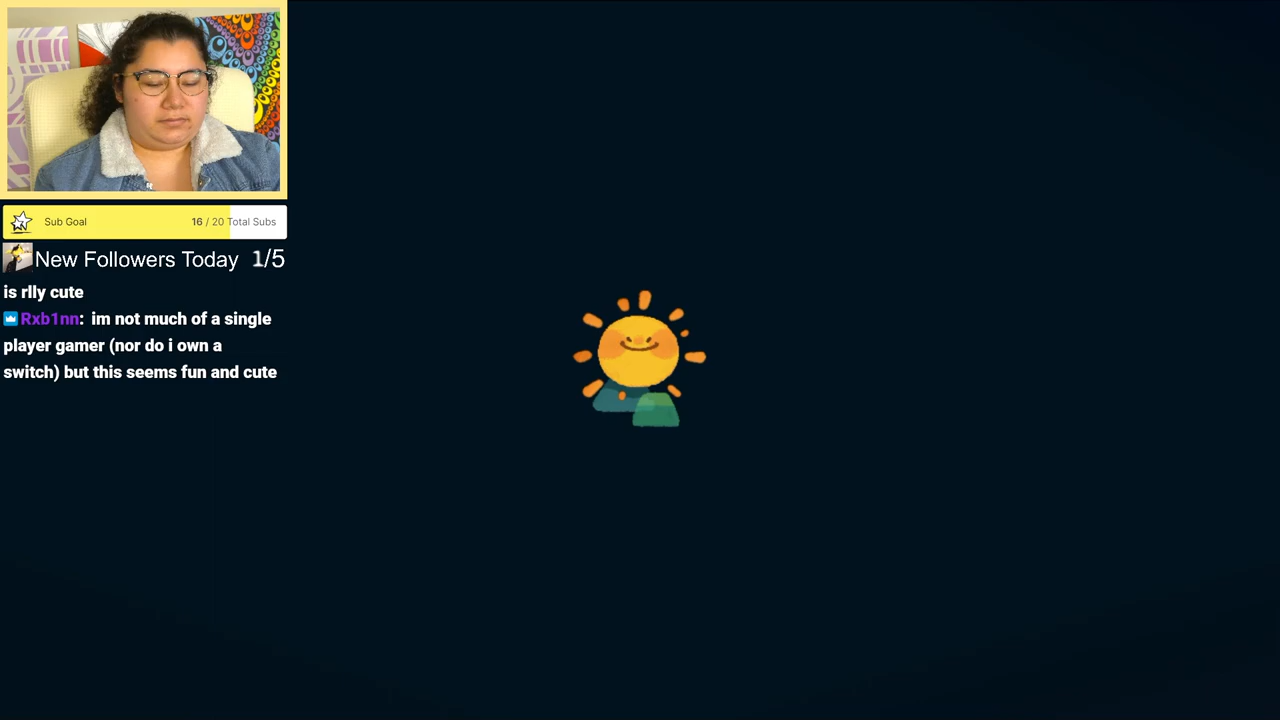 Sub Goal 16 / 20 Total Subs
New Followers Today 1/5
is rlly cute
Rxb1nn: im not much of a single
player gamer (nor do i own a
switch) but this seems fun and cute